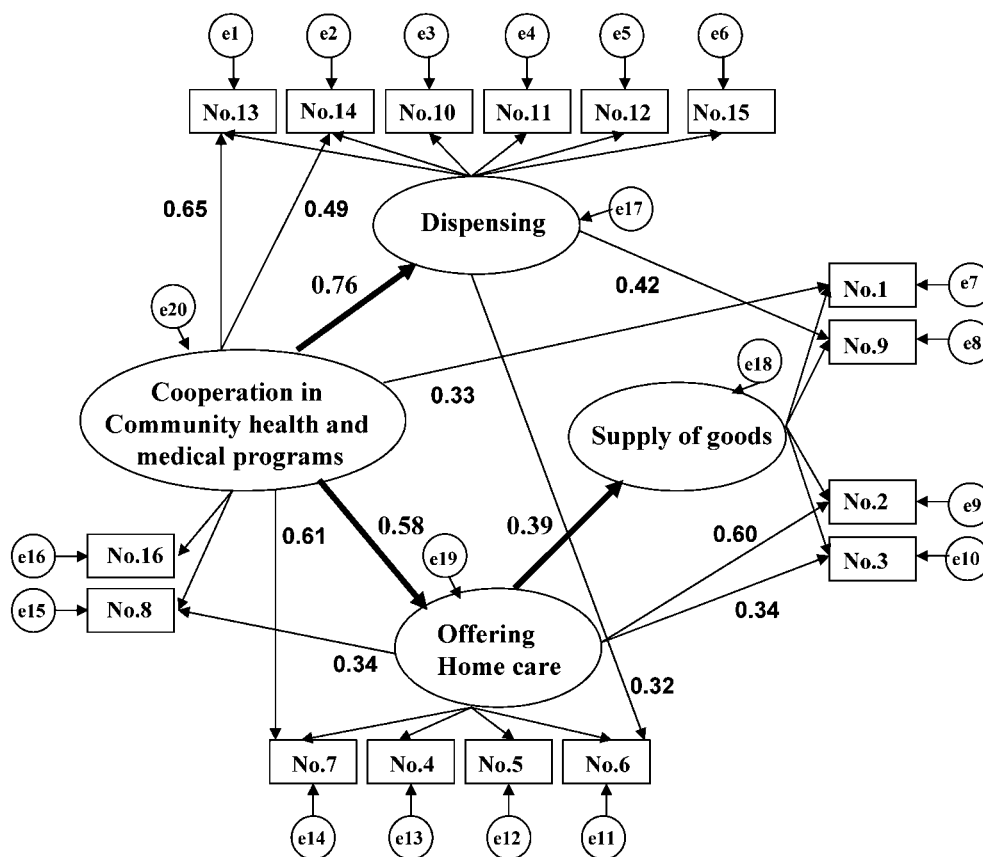 e1
e2
e3
e4
e5
e6
No.13
No.14
No.10
No.11
No.12
No.15
0.65
0.49
Dispensing
e17
0.76
0.42
No.1
e7
e20
No.9
e8
0.33
e18
Cooperation in
Community health and
medical programs
Supply of goods
No.2
e9
0.58
0.39
0.60
0.61
e16
No.16
e19
No.3
e10
e15
No.8
0.34
Offering
Home care
0.34
0.32
No.7
No.4
No.5
No.6
e14
e13
e12
e11